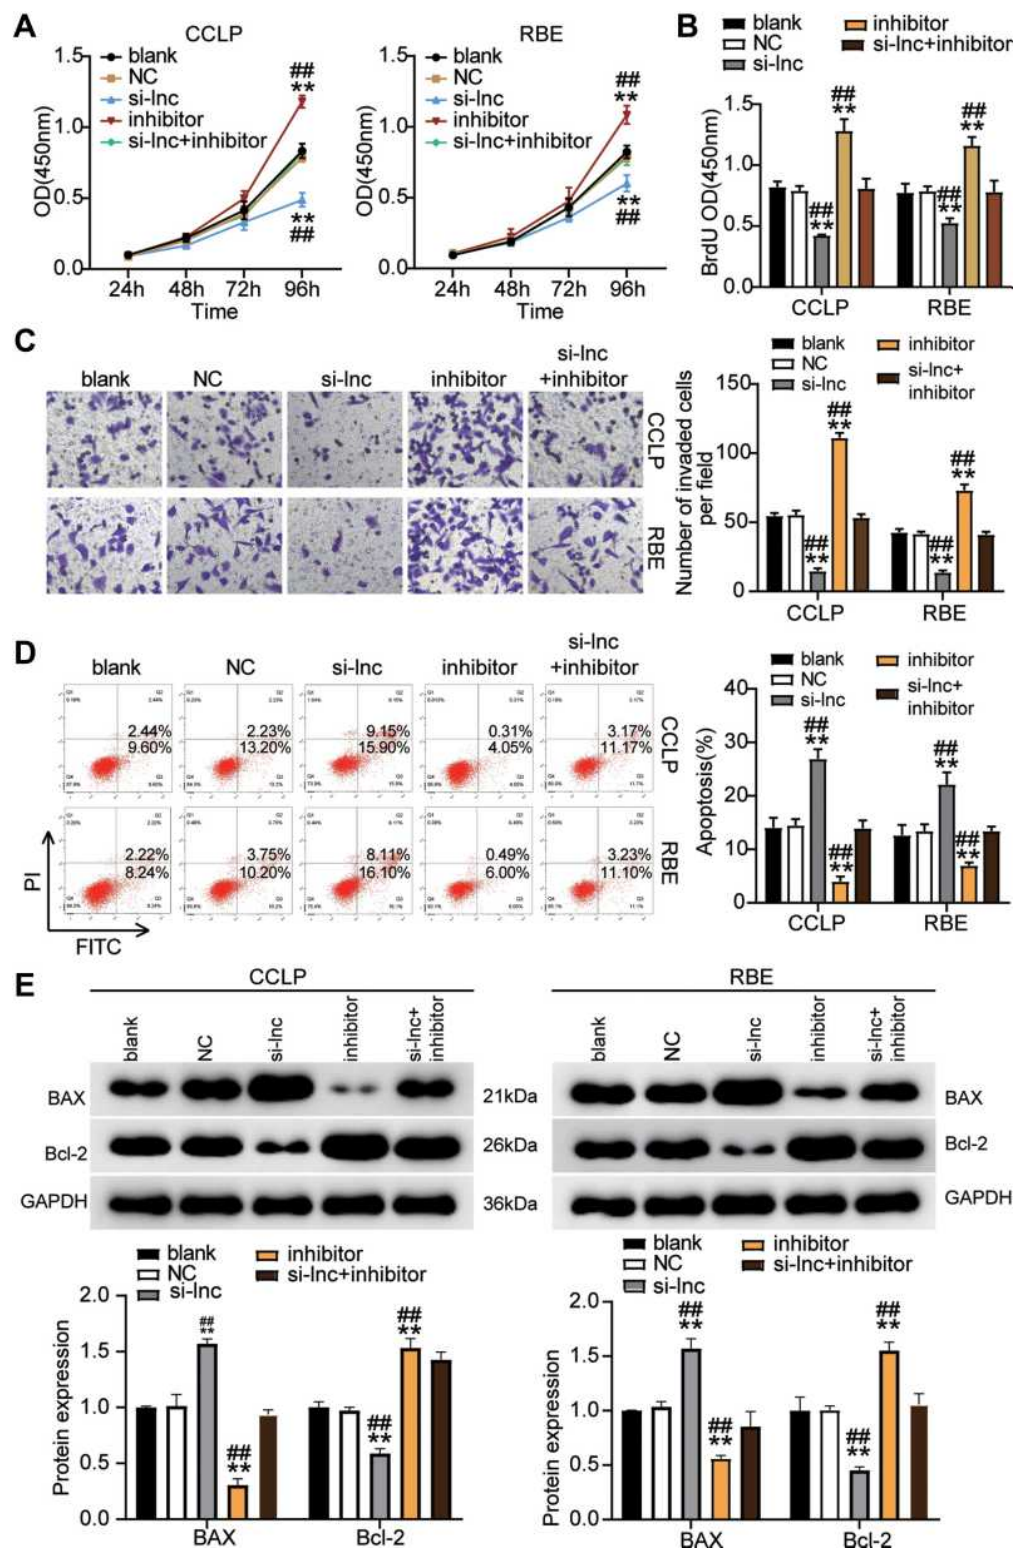 A
CCLP
blank
NC
si-lnc
inhibitor
si-lnc+inhibitor
OD(450nm)
1.5
1.0
0.5
0.0
24h 48h 72h 96h
Time
##
**
**
##
RBE
blank
NC
si-lnc
inhibitor
si-lnc+inhibitor
OD(450nm)
1.5
1.0
0.5
0.0
24h 48h 72h 96h
Time
##
**
**
##
B
blank
NC
si-lnc
inhibitor
si-lnc+inhibitor
BrdU OD(450nm)
1.5
1.0
0.5
0.0
##
**
##
**
##
**
##
**
CCLP RBE
C
blank NC si-lnc inhibitor si-lnc
+inhibitor
CCLP
RBE
blank
NC
si-lnc
inhibitor
si-lnc+
inhibitor
Number of invaded cells
per field
150
100
50
0
##
**
##
**
##
**
##
**
CCLP RBE
D
blank NC si-lnc inhibitor si-lnc
+inhibitor
2.44% 2.23% 9.15% 0.31% 3.17%
9.60% 13.20% 15.90% 4.05% 11.17%
CCLP
2.22% 3.75% 8.11% 0.49% 3.23%
8.24% 10.20% 16.10% 6.00% 11.10%
RBE
PI
FITC
blank
NC
si-lnc
inhibitor
si-lnc+
inhibitor
Apoptosis(%)
40
30
20
10
0
##
**
##
**
##
**
##
**
CCLP RBE
E
CCLP
blank NC si-lnc inhibitor si-lnc+
inhibitor
BAX 21kDa
Bcl-2 26kDa
GAPDH 36kDa
RBE
blank NC si-lnc inhibitor si-lnc+
inhibitor
BAX
Bcl-2
GAPDH
blank
NC
si-lnc
inhibitor
si-lnc+inhibitor
Protein expression
2.0
1.5
1.0
0.5
0.0
##
**
##
**
##
**
##
**
BAX Bcl-2
blank
NC
si-lnc
inhibitor
si-lnc+inhibitor
Protein expression
2.0
1.5
1.0
0.5
0.0
##
**
##
**
##
**
##
**
BAX Bcl-2